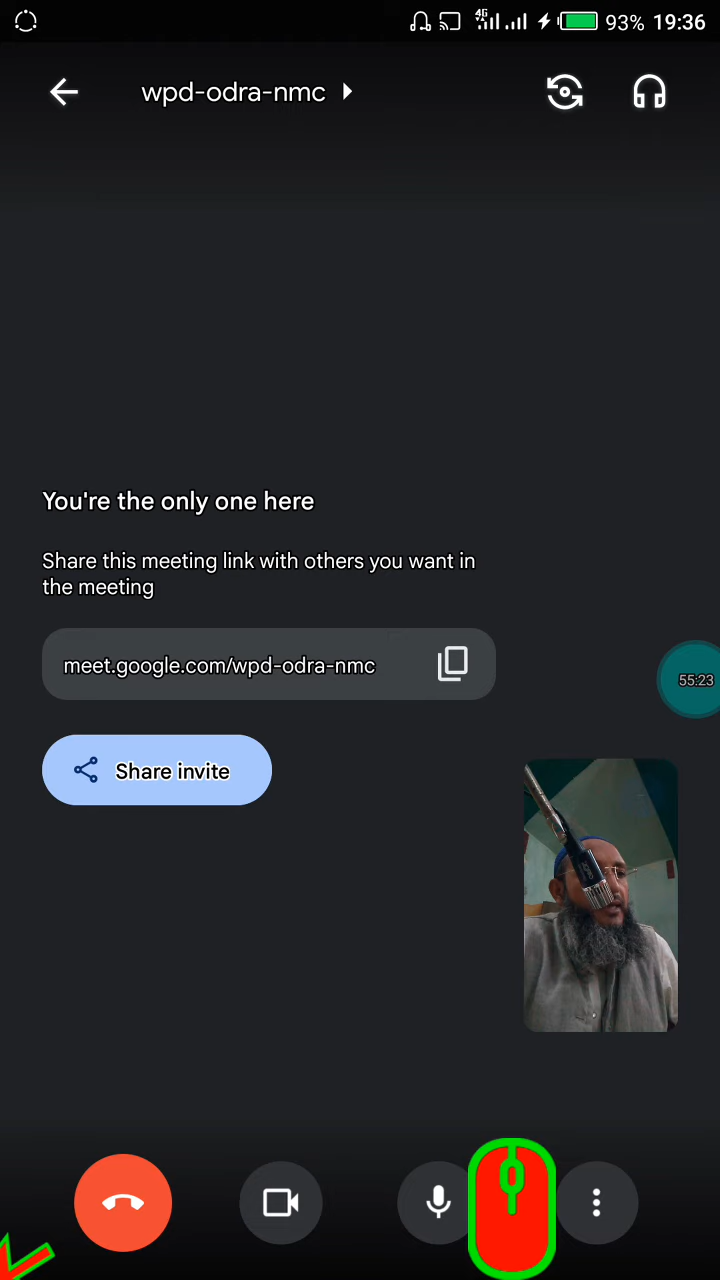 4G
93% 19:36
wpd-odra-nmc
You're the only one here
Share this meeting link with others you want in
the meeting
meet.google.com/wpd-odra-nmc
55:23
Share invite